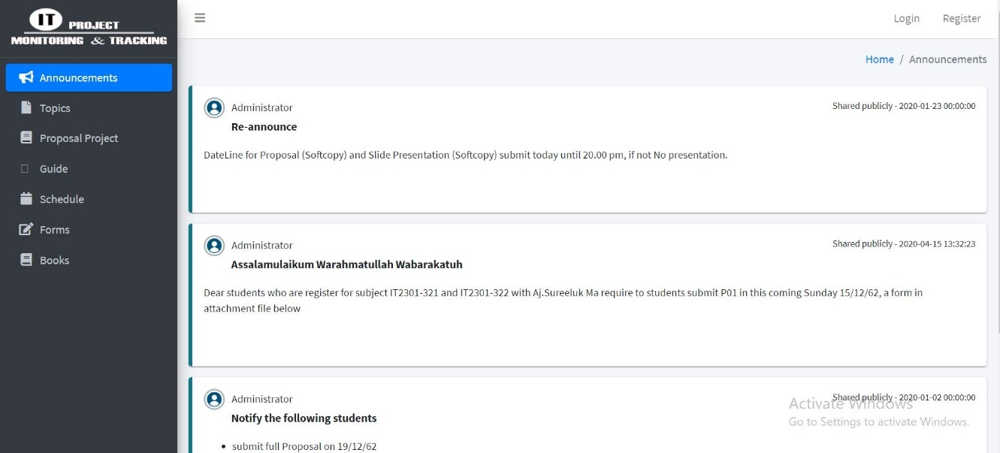 IT PROJECT
MONITORING & TRACKING
Login
Register
Home / Announcements
Announcements
Topics
Proposal Project
Guide
Schedule
Forms
Books
Administrator
Shared publicly - 2020-01-23 00:00:00
Re-announce
DateLine for Proposal (Softcopy) and Slide Presentation (Softcopy) submit today until 20.00 pm, if not No presentation.
Administrator
Shared publicly - 2020-04-15 13:32:23
Assalamulaikum Warahmatullah Wabarakatuh
Dear students who are register for subject IT2301-321 and IT2301-322 with Aj.Sureeluk Ma require to students submit P01 in this coming Sunday 15/12/62, a form in
attachment file below
Administrator
Shared publicly - 2020-01-02 00:00:00
Notify the following students
• submit full Proposal on 19/12/62
Activate Windows
Go to Settings to activate Windows.